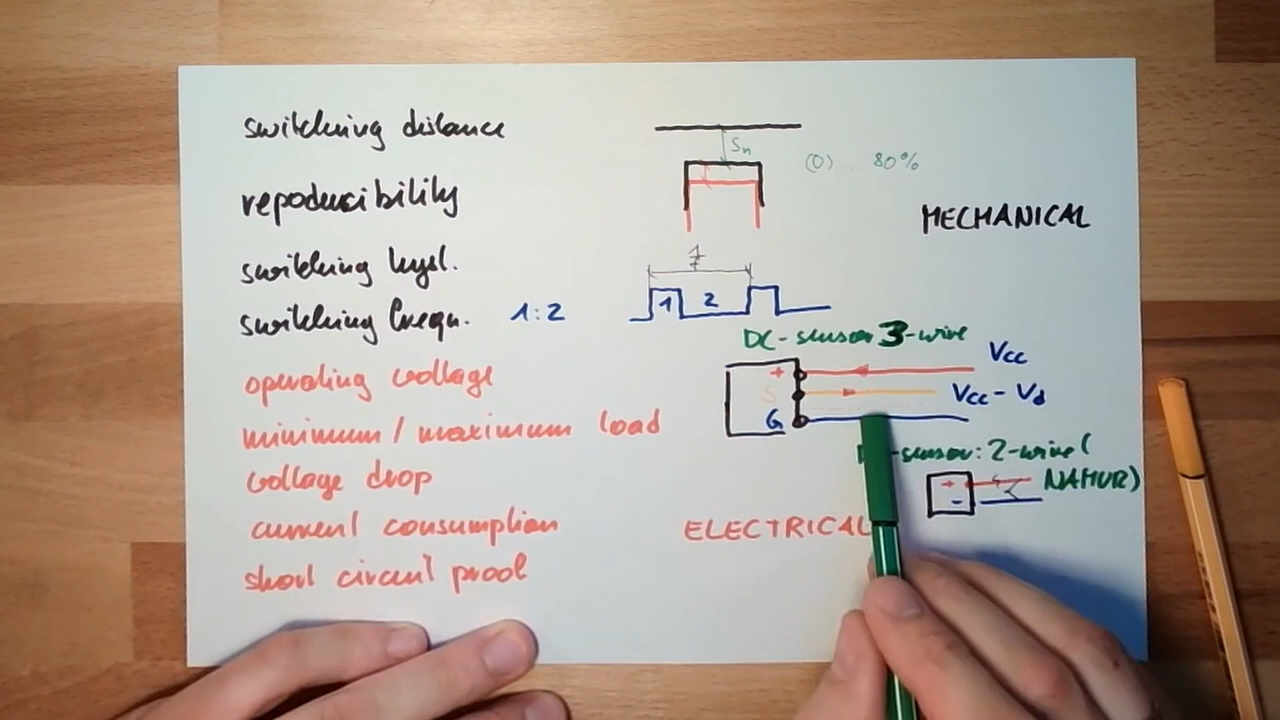 switching distance
Sn
(0) .... 80%
repoducibility
MECHANICAL
switching hyst.
f
switching frequ. 1:2
1 2
DC-sensor 3-wire
operating voltage
+ Vcc
S Vcc - Vd
G
minimum / maximum load
-sensor: 2-wire (
NAMUR)
+
-
voltage drop
current consumption
ELECTRICAL
short circuit proof